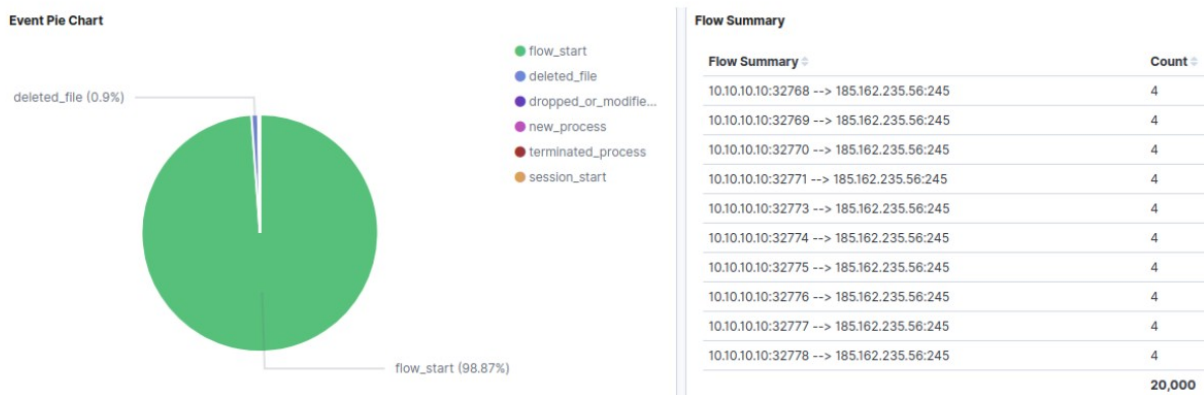 Event Pie Chart
flow_start
deleted_file
dropped_or_modifie...
new_process
terminated_process
session_start
deleted_file (0.9%)
flow_start (98.87%)
Flow Summary
Flow Summary Count
10.10.10.10:32768 --> 185.162.235.56:245 4
10.10.10.10:32769 --> 185.162.235.56:245 4
10.10.10.10:32770 --> 185.162.235.56:245 4
10.10.10.10:32771 --> 185.162.235.56:245 4
10.10.10.10:32773 --> 185.162.235.56:245 4
10.10.10.10:32774 --> 185.162.235.56:245 4
10.10.10.10:32775 --> 185.162.235.56:245 4
10.10.10.10:32776 --> 185.162.235.56:245 4
10.10.10.10:32777 --> 185.162.235.56:245 4
10.10.10.10:32778 --> 185.162.235.56:245 4
20,000